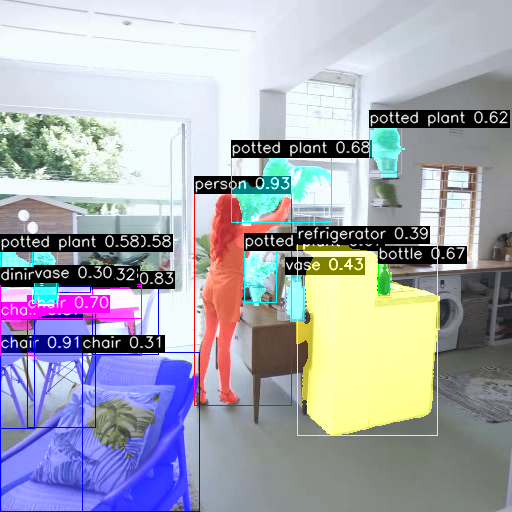 potted plant 0.62
potted plant 0.68
person 0.93
refrigerator 0.39
potted plant 0.58
0.58
potted
bottle 0.67
vase 0.43
vase 0.30
0.83
chair 0.70
chair 0.91
chair 0.31